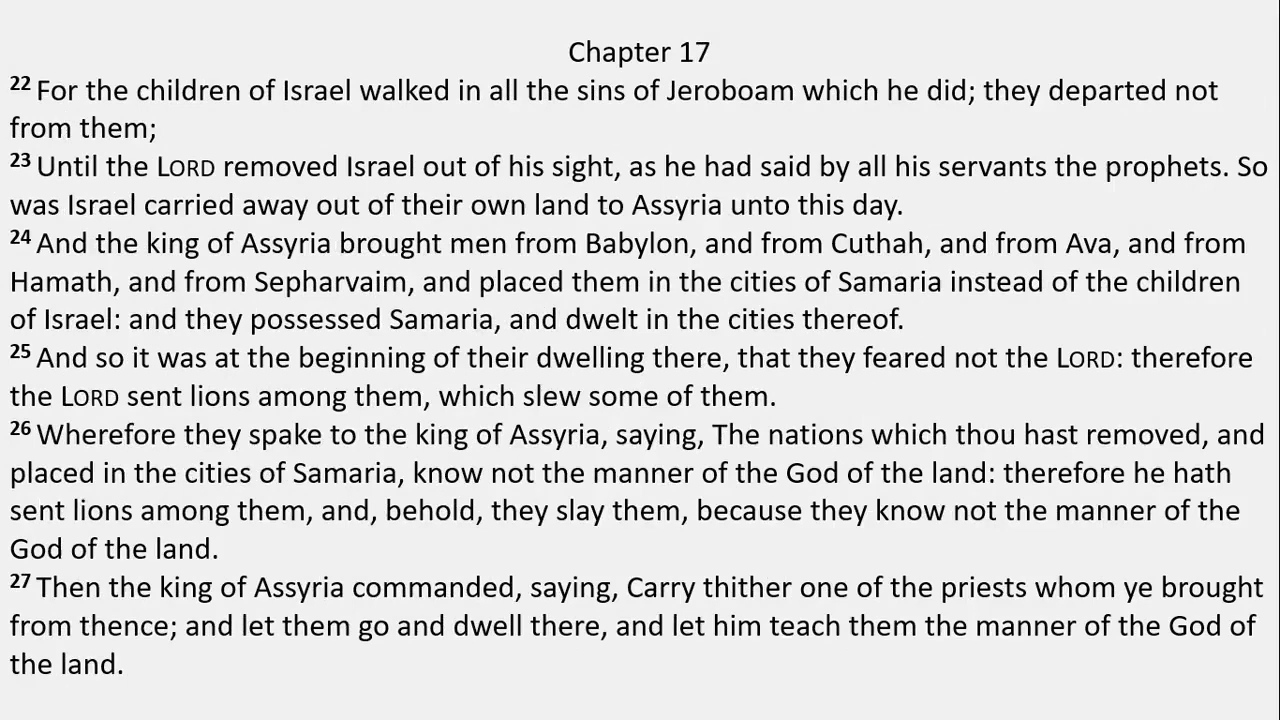 Chapter 17
22 For the children of Israel walked in all the sins of Jeroboam which he did; they departed not
from them;
23 Until the LORD removed Israel out of his sight, as he had said by all his servants the prophets. So
was Israel carried away out of their own land to Assyria unto this day.
24 And the king of Assyria brought men from Babylon, and from Cuthah, and from Ava, and from
Hamath, and from Sepharvaim, and placed them in the cities of Samaria instead of the children
of Israel: and they possessed Samaria, and dwelt in the cities thereof.
25 And so it was at the beginning of their dwelling there, that they feared not the LORD: therefore
the LORD sent lions among them, which slew some of them.
26 Wherefore they spake to the king of Assyria, saying, The nations which thou hast removed, and
placed in the cities of Samaria, know not the manner of the God of the land: therefore he hath
sent lions among them, and, behold, they slay them, because they know not the manner of the
God of the land.
27 Then the king of Assyria commanded, saying, Carry thither one of the priests whom ye brought
from thence; and let them go and dwell there, and let him teach them the manner of the God of
the land.